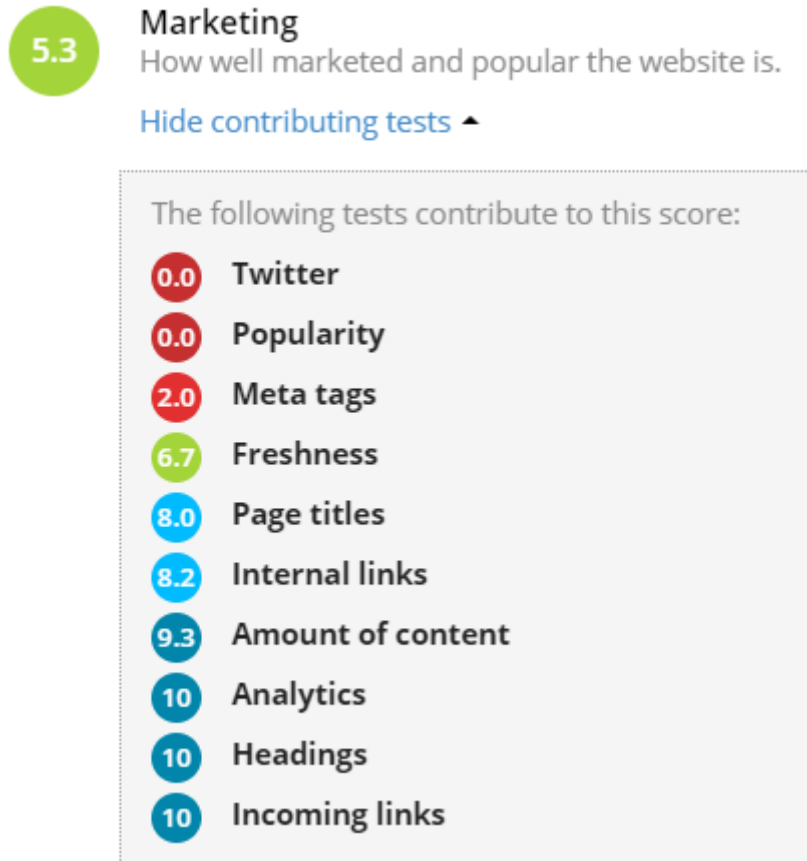 5.3 Marketing
How well marketed and popular the website is.
Hide contributing tests
The following tests contribute to this score:
0.0 Twitter
0.0 Popularity
2.0 Meta tags
6.7 Freshness
8.0 Page titles
8.2 Internal links
9.3 Amount of content
10 Analytics
10 Headings
10 Incoming links